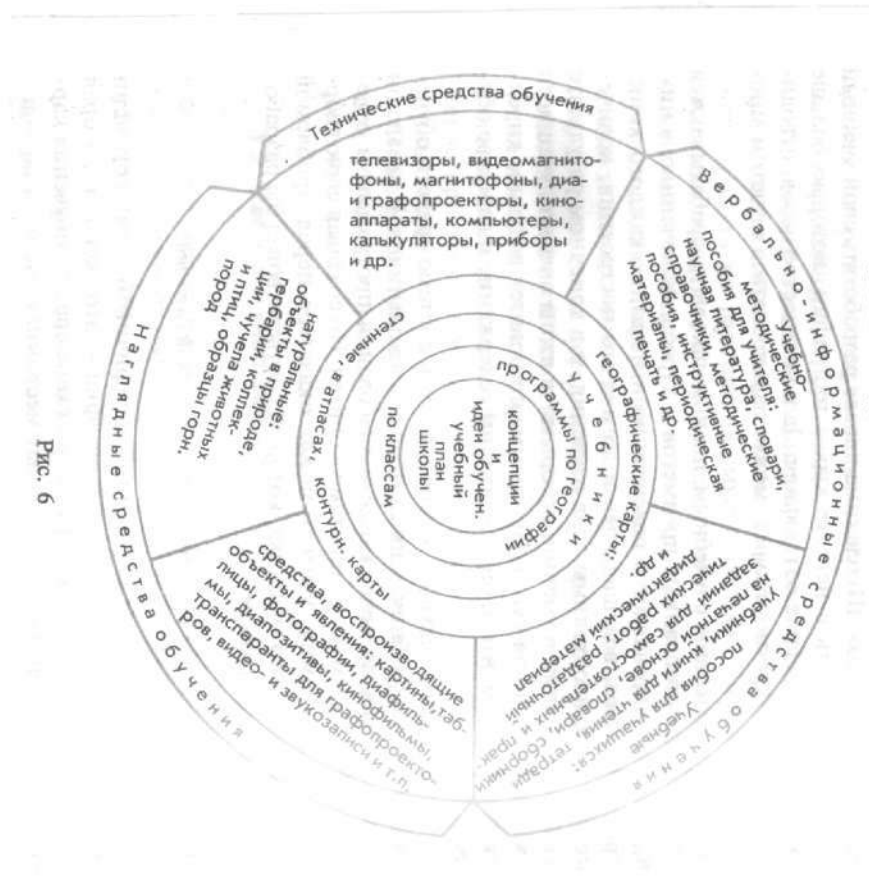 Технические средства обучения
телевизоры, видеомагнито-
фоны, магнитофоны, диа-
и графопроекторы, кино-
аппараты, компьютеры,
калькуляторы, приборы
и др.
Вербально-информационные средства обучения
Учебно-
методические
пособия для учителя:
научная литература, словари,
справочники, методические
пособия, инструктивные
материалы, периодическая
печать и др.
Учебные
пособия для учащихся:
учебники, книги для чтения, тетради
на печатной основе, словари, сборники
заданий для самостоятельных и прак-
тических работ, раздаточный
дидактический материал
и др.
Наглядные средства обучения
натуральные:
объекты в природе,
гербарии, коллек-
ции, чучела животных
и птиц, образцы горн.
пород
средства, воспроизводящие
объекты и явления: картины, таб-
лицы, фотографии, диафиль-
мы, диапозитивы, кинофильмы,
транспаранты для графопроекто-
ров, видео- и звукозаписи и т.п.
географические карты:
стенные, в атласах, контурн. карты
учебники
программы по географии
по классам
концепции
и
идеи обучен.
учебный
план
школы
Рис. 6